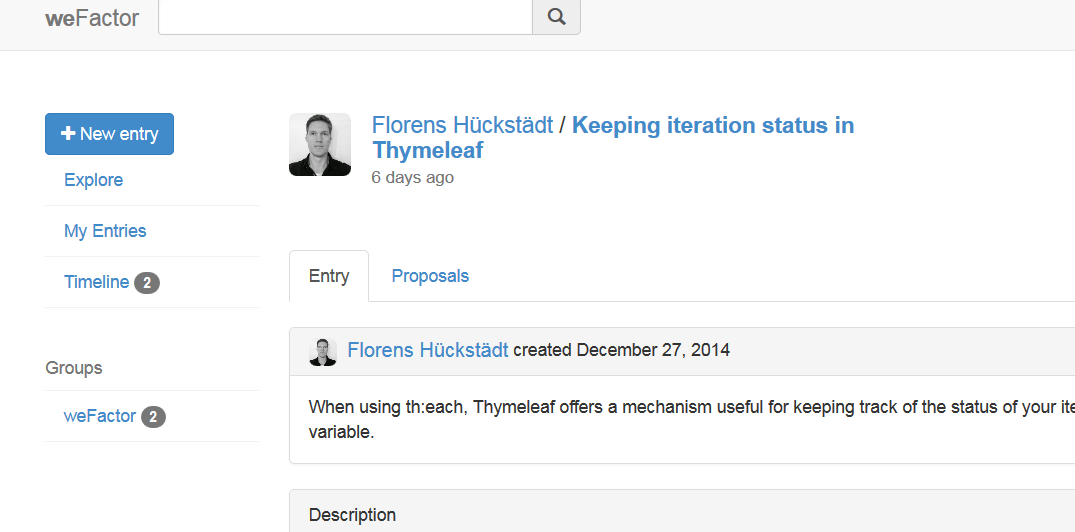 weFactor
New entry
Explore
My Entries
Timeline 2
Groups
weFactor 2
Florens Hückstädt / Keeping iteration status in
Thymeleaf
6 days ago
Entry Proposals
Florens Hückstädt created December 27, 2014
When using th:each, Thymeleaf offers a mechanism useful for keeping track of the status of your
variable.
Description